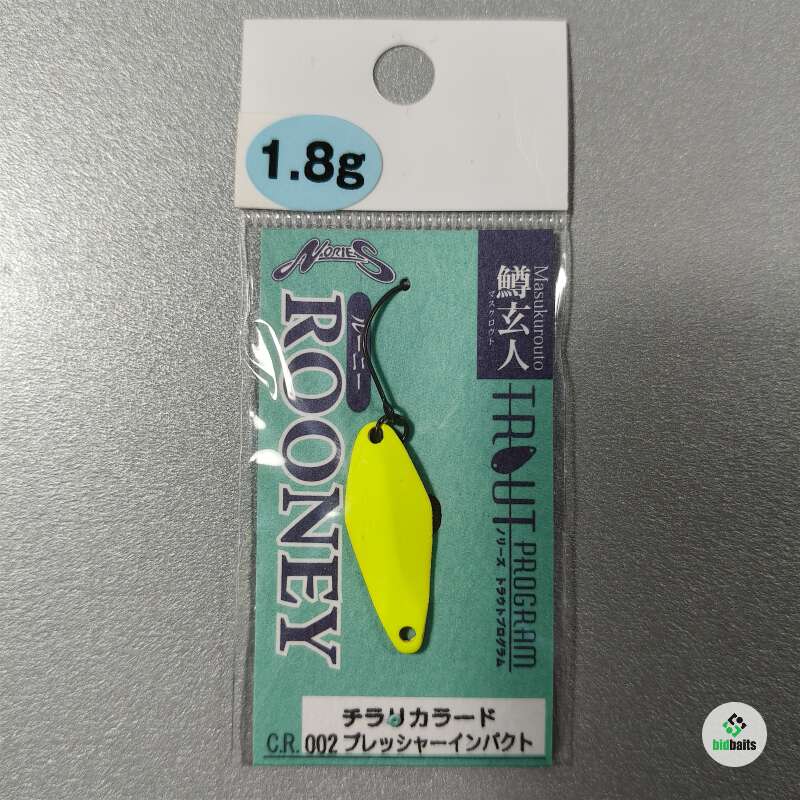 1.8g
NORIES
ルーニー
ROONEY
Masukurouto
鱒玄人
マスクロウト
TROUT PROGRAM
ノリーズ トラウトプログラム
チラリカラード
C.R. 002 プレッシャーインパクト
bidbaits